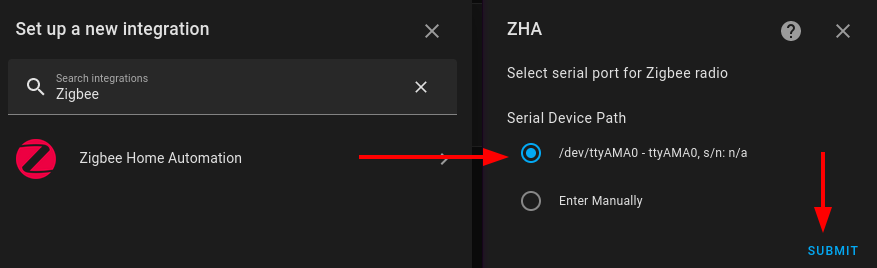 Set up a new integration
Search integrations
Zigbee
Zigbee Home Automation
ZHA
Select serial port for Zigbee radio
Serial Device Path
/dev/ttyAMA0 - ttyAMA0, s/n: n/a
Enter Manually
SUBMIT